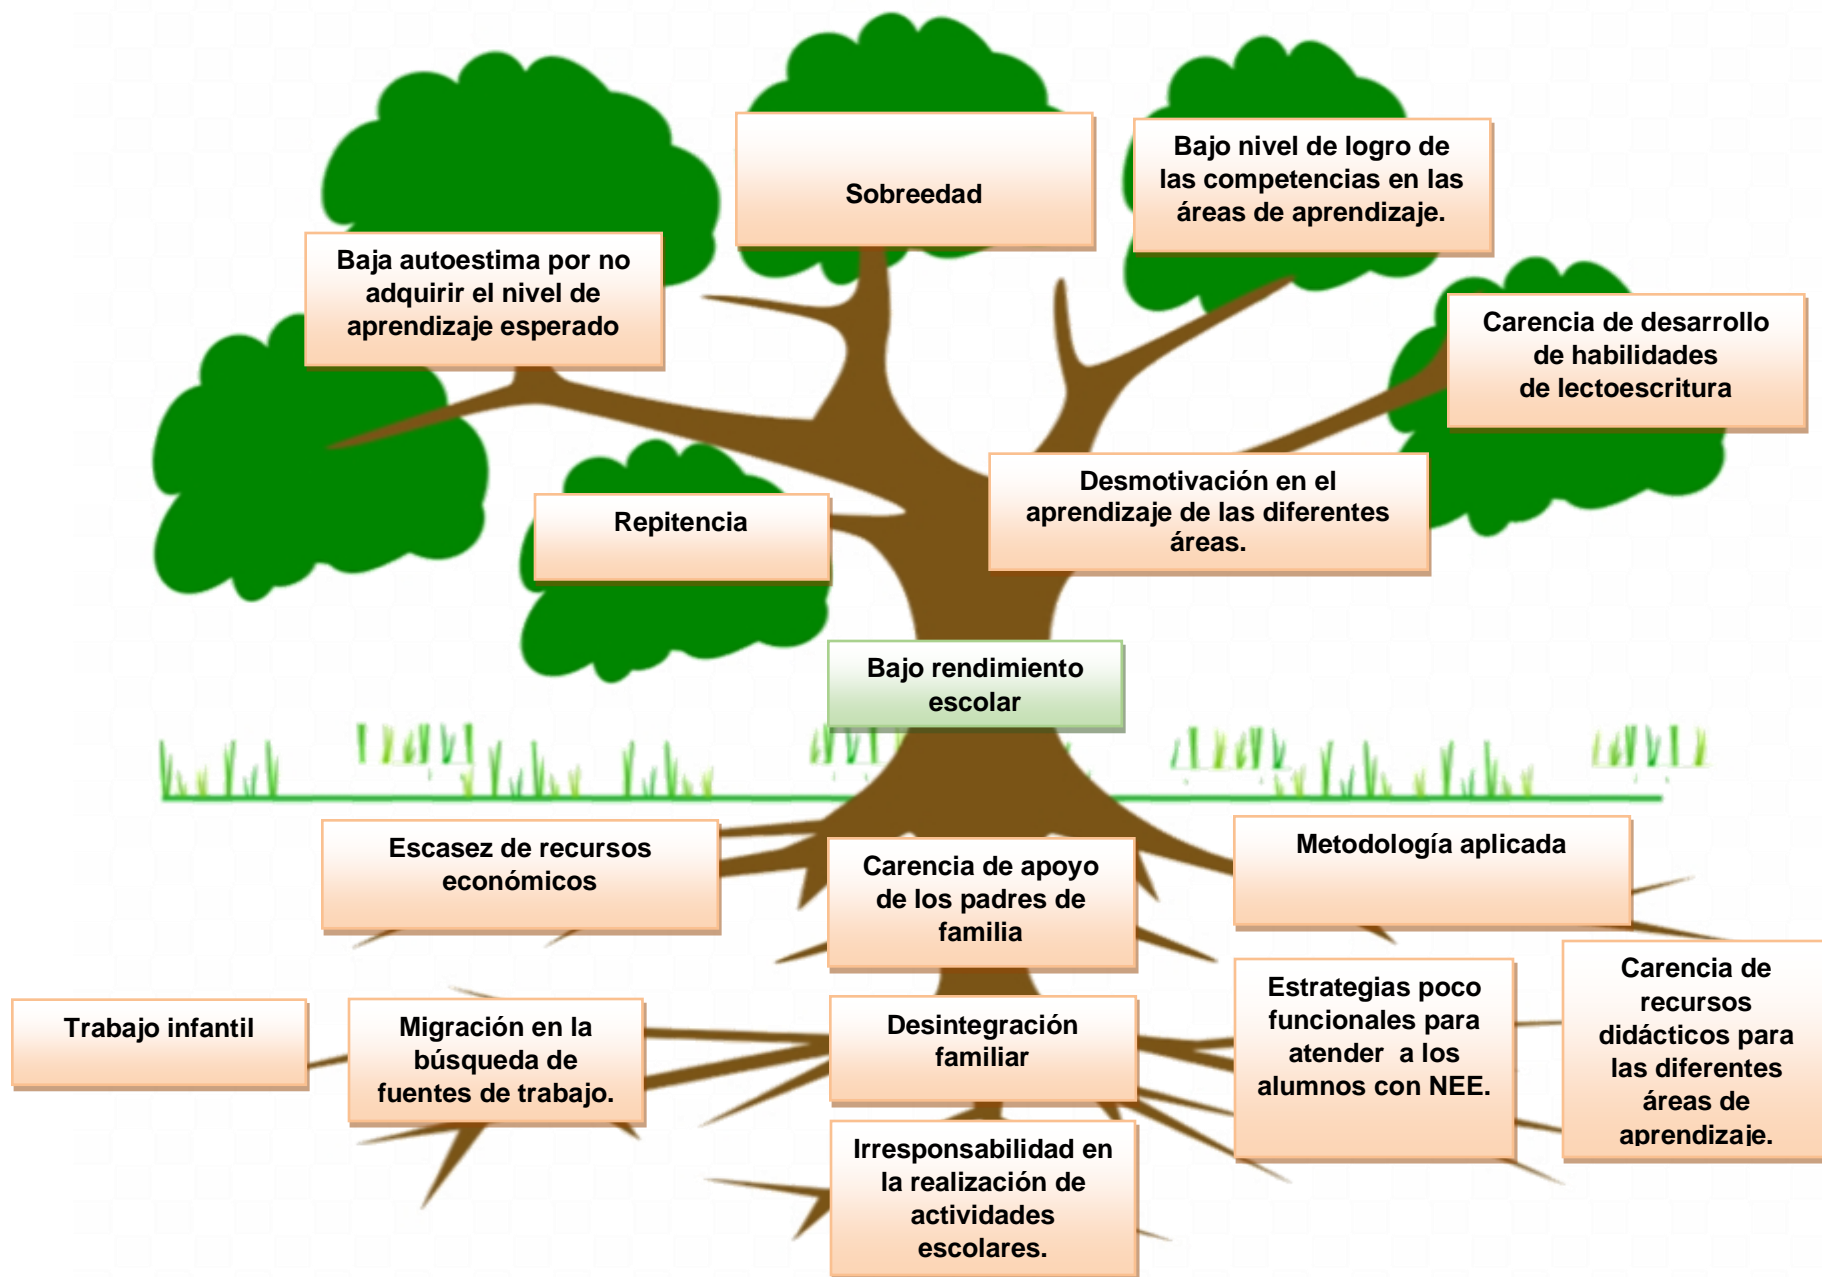 Sobreedad
Bajo nivel de logro de
las competencias en las
áreas de aprendizaje.
Baja autoestima por no
adquirir el nivel de
aprendizaje esperado
Carencia de desarrollo
de habilidades
de lectoescritura
Desmotivación en el
aprendizaje de las diferentes
áreas.
Repitencia
Bajo rendimiento
escolar
Escasez de recursos
económicos
Carencia de apoyo
de los padres de
familia
Metodología aplicada
Trabajo infantil
Migración en la
búsqueda de
fuentes de trabajo.
Desintegración
familiar
Estrategias poco
funcionales para
atender a los
alumnos con NEE.
Carencia de
recursos
didácticos para
las diferentes
áreas de
aprendizaje.
Irresponsabilidad en
la realización de
actividades
escolares.